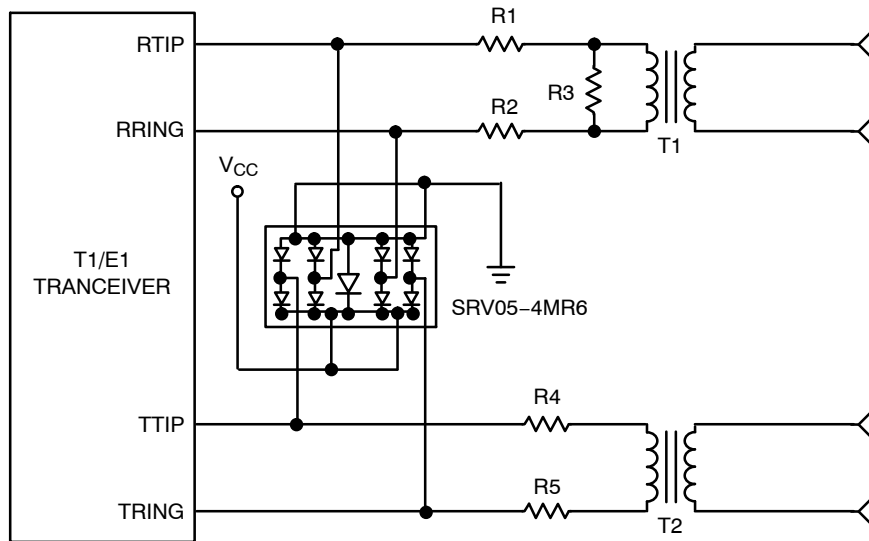 R1
RTIP
R3
R2
RRING
T1
VCC
T1/E1
TRANCEIVER
SRV05−4MR6
R4
TTIP
R5
TRING
T2